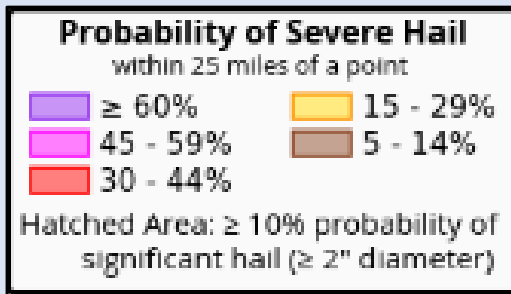 Probability of Severe Hail
within 25 miles of a point
≥ 60%
15 - 29%
45 - 59%
5 - 14%
30 - 44%
Hatched Area: ≥ 10% probability of
significant hail (≥ 2" diameter)